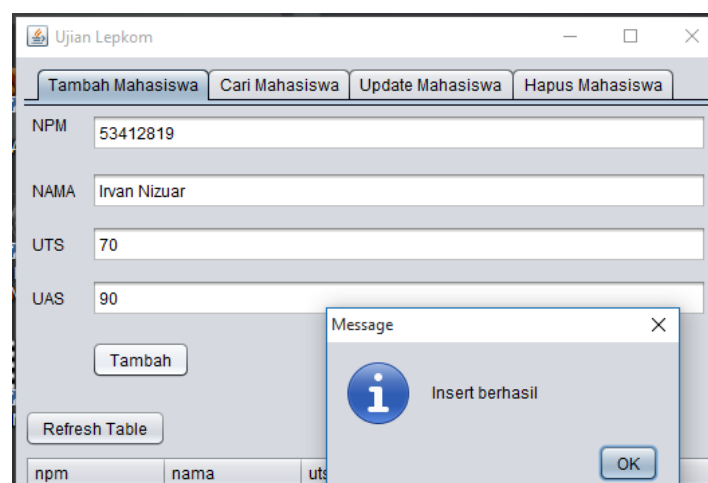 Ujian Lepkom
Tambah Mahasiswa Cari Mahasiswa Update Mahasiswa Hapus Mahasiswa
NPM 53412819
NAMA Irvan Nizuar
UTS 70
UAS 90
Message
Insert berhasil
OK
Tambah
Refresh Table
npm nama uts